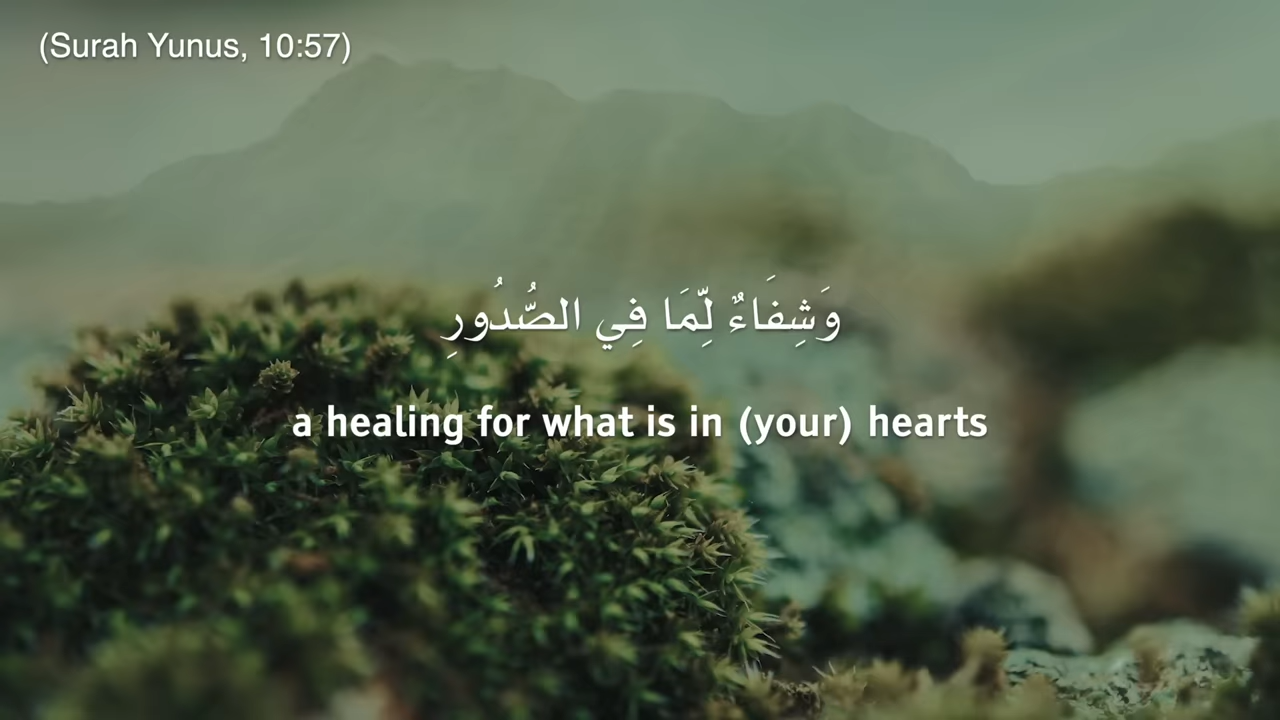 (Surah Yunus, 10:57)
وَشِفَاءٌ لِّمَا فِي الصُّدُورِ
a healing for what is in (your) hearts